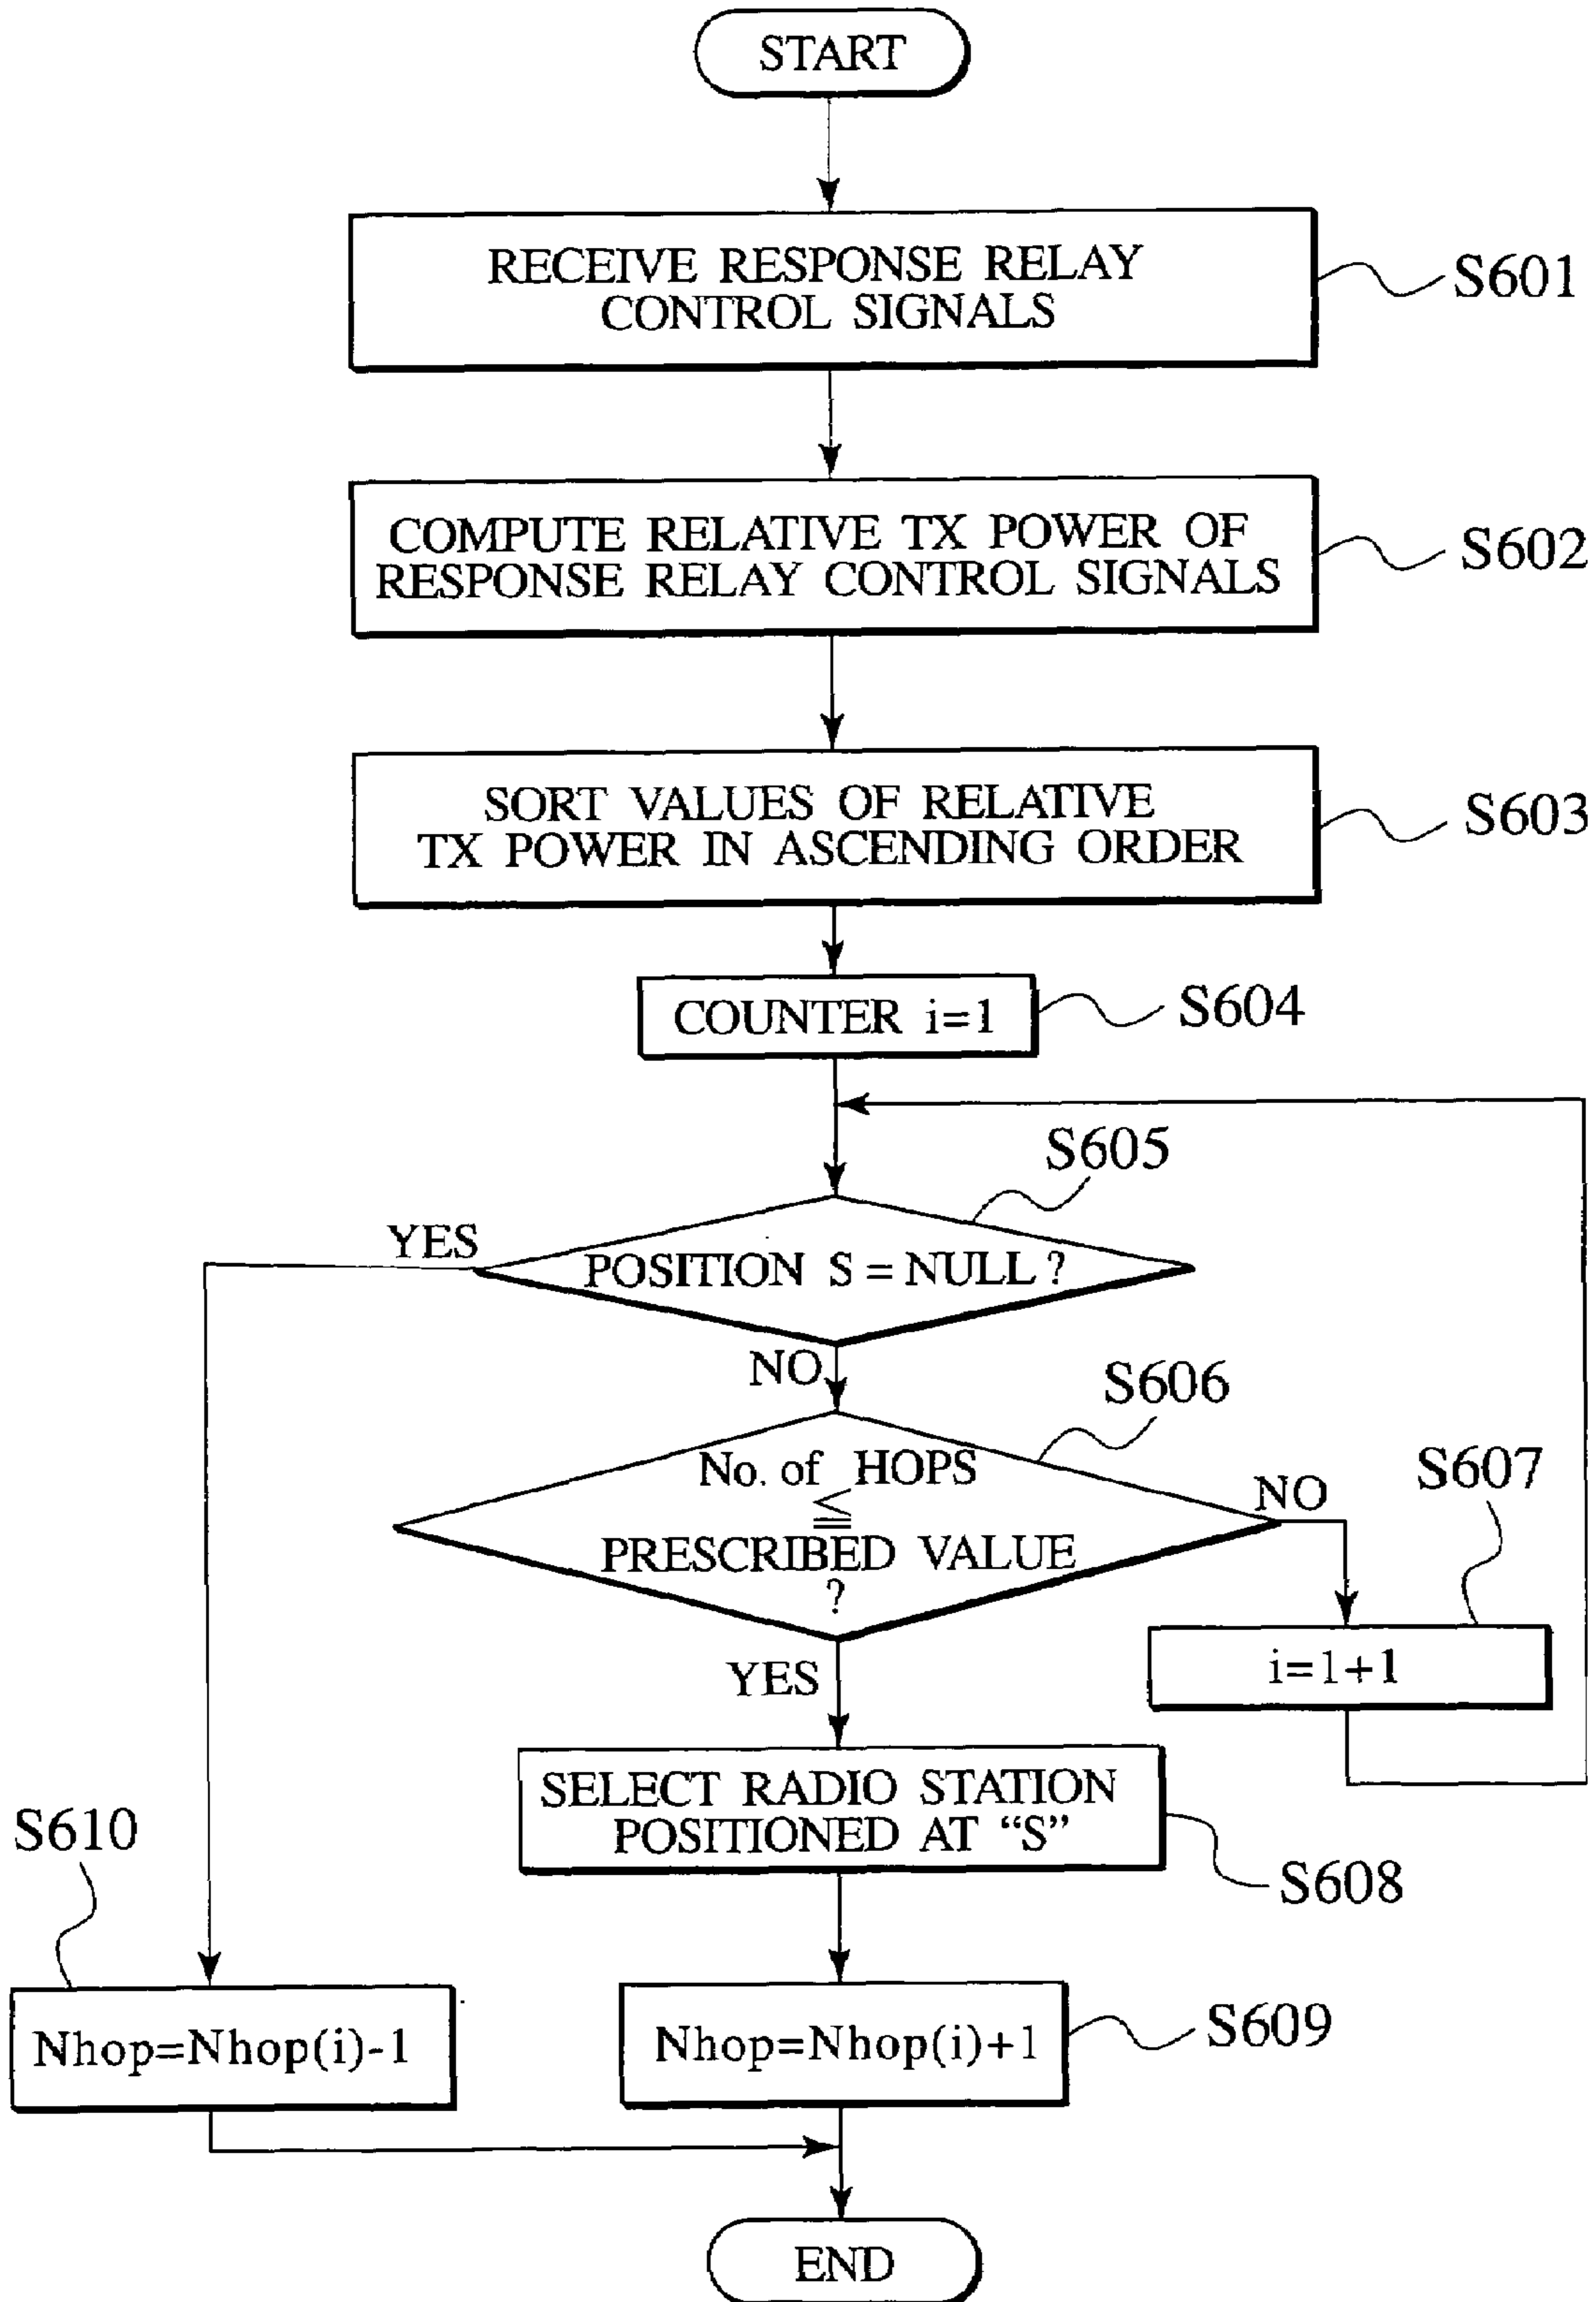 START
RECEIVE RESPONSE RELAY
CONTROL SIGNALS
S601
COMPUTE RELATIVE TX POWER OF
RESPONSE RELAY CONTROL SIGNALS
S602
SORT VALUES OF RELATIVE
TX POWER IN ASCENDING ORDER
S603
COUNTER i=1
S604
S605
YES
POSITION S = NULL ?
NO
S606
No. of HOPS
≦
PRESCRIBED VALUE
?
NO
S607
i=1+1
YES
SELECT RADIO STATION
POSITIONED AT “S”
S608
S610
Nhop=Nhop(i)-1
Nhop=Nhop(i)+1
S609
END